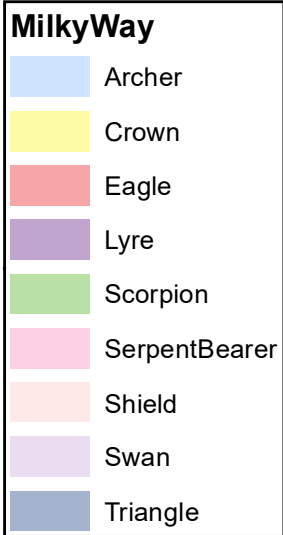 MilkyWay
Archer
Crown
Eagle
Lyre
Scorpion
SerpentBearer
Shield
Swan
Triangle